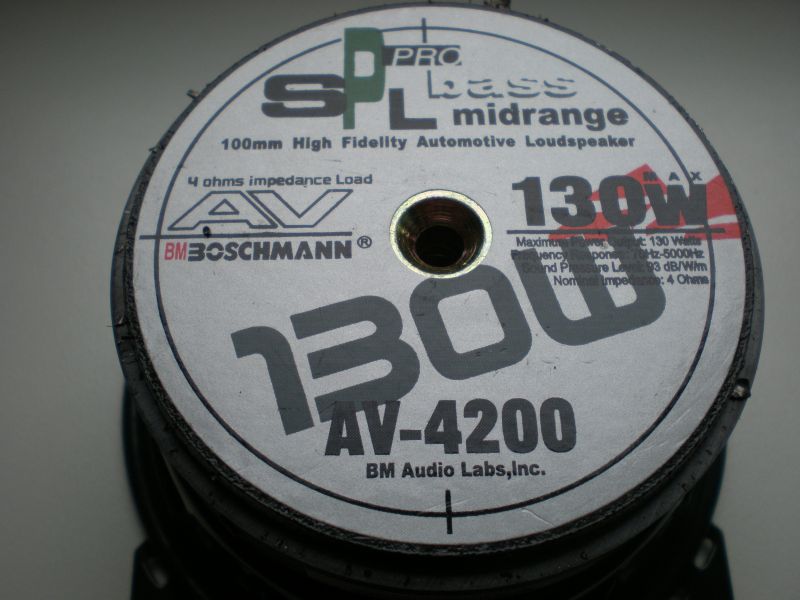 SPL PRO bass
midrange
100mm High Fidelity Automotive Loudspeaker
4 ohms impedance Load
AV
BM BOSCHMANN®
130W MAX
Maximum Power Output: 130 Watts
Frequency Response: 70Hz-5000Hz
Sound Pressure Level: 93 dB/W/m
Nominal Impedance: 4 Ohms
130W
AV-4200
BM Audio Labs,Inc.